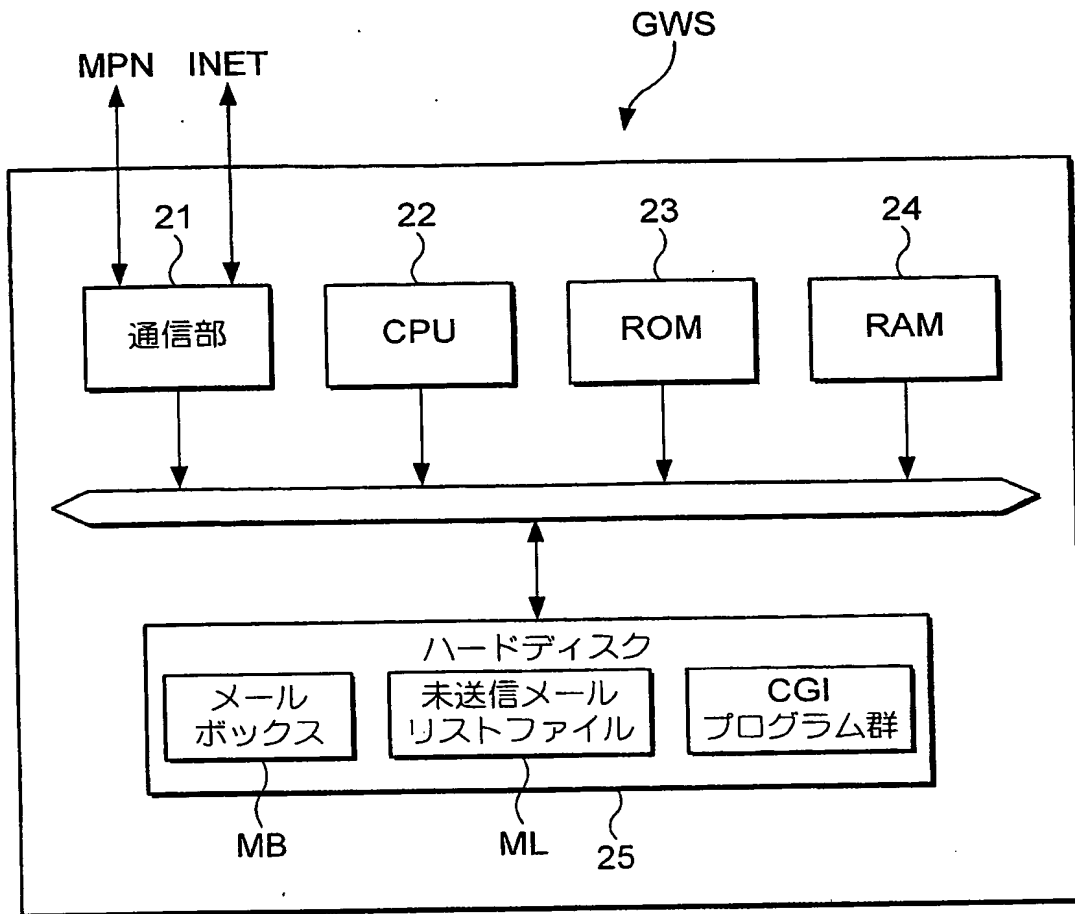 GWS
MPN INET
21
22
23
24
通信部
CPU
ROM
RAM
ハードディスク
メール
ボックス
未送信メール
リストファイル
CGI
プログラム群
MB
ML
25